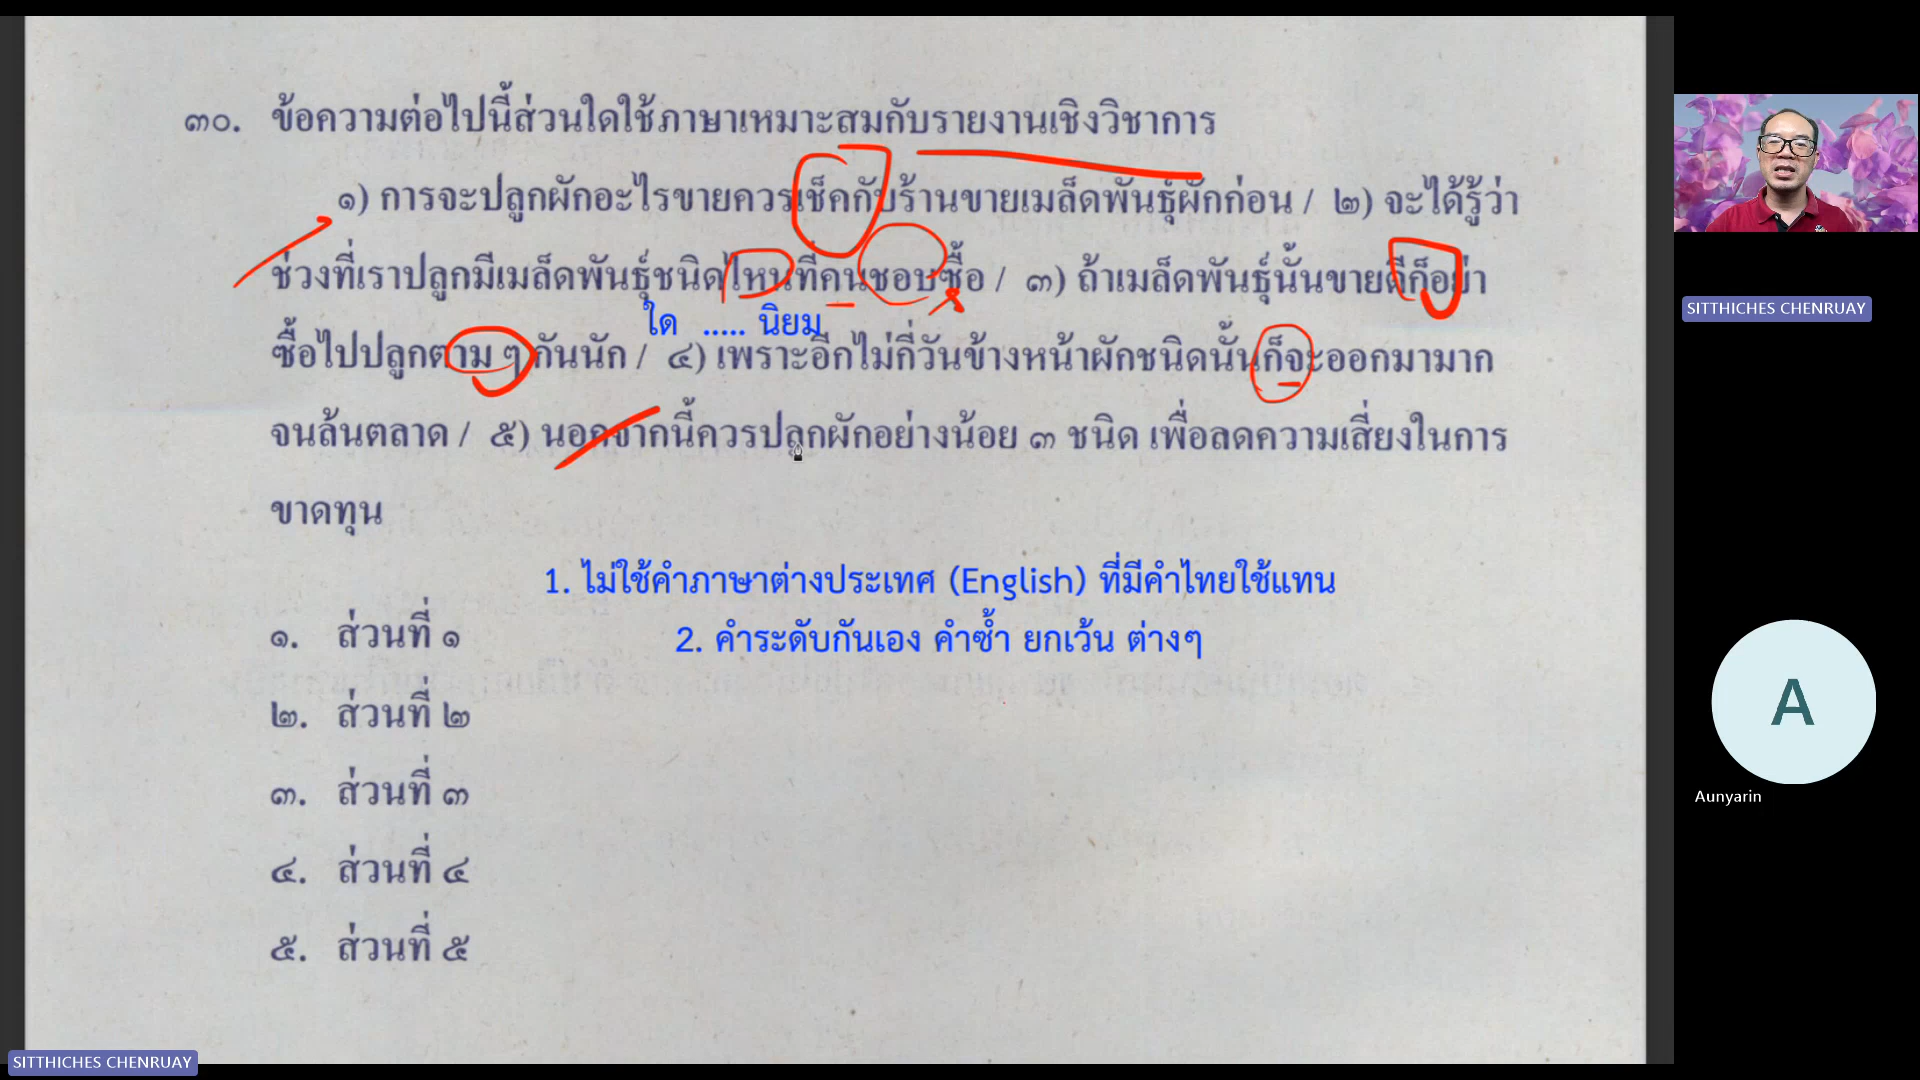 ๓๐. ข้อความต่อไปนี้ส่วนใดใช้ภาษาเหมาะสมกับรายงานเชิงวิชาการ
๑) การจะปลูกผักอะไรขายควรเช็คกับร้านขายเมล็ดพันธุ์ผักก่อน / ๒) จะได้รู้ว่า
ช่วงที่เราปลูกมีเมล็ดพันธุ์ชนิดไหนที่คนชอบซื้อ / ๓) ถ้าเมล็ดพันธุ์นั้นขายดีก็อย่า
ใด ..... นิยม
ซื้อไปปลูกตาม ๆ กันนัก / ๔) เพราะอีกไม่กี่วันข้างหน้าผักชนิดนั้นก็จะออกมามาก
จนล้นตลาด / ๕) นอกจากนี้ควรปลูกผักอย่างน้อย ๓ ชนิด เพื่อลดความเสี่ยงในการ
ขาดทุน
1. ไม่ใช้คำภาษาต่างประเทศ (English) ที่มีคำไทยใช้แทน
2. คำระดับกันเอง คำซ้ำ ยกเว้น ต่างๆ
๑. ส่วนที่ ๑
๒. ส่วนที่ ๒
๓. ส่วนที่ ๓
๔. ส่วนที่ ๔
๕. ส่วนที่ ๕
SITTHICHES CHENRUAY
A
Aunyarin
SITTHICHES CHENRUAY